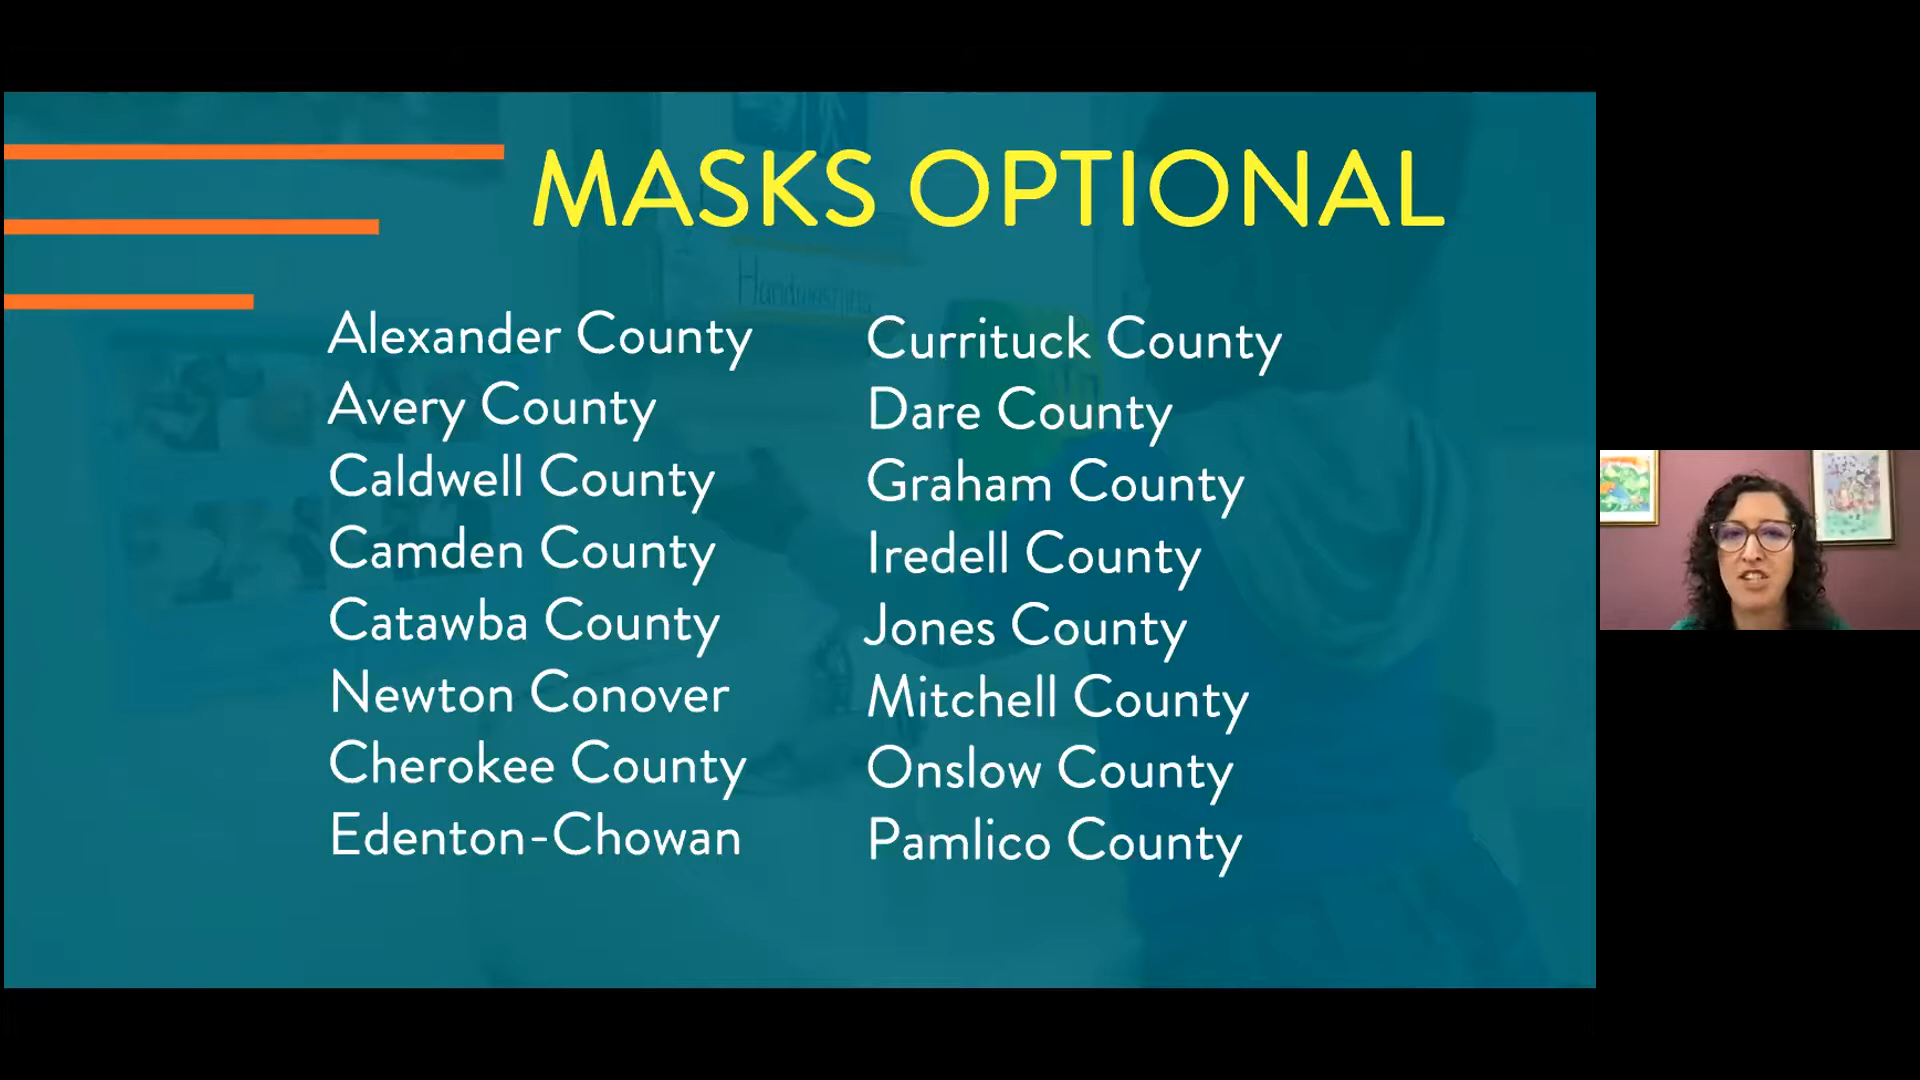 MASKS OPTIONAL
Alexander County
Avery County
Caldwell County
Camden County
Catawba County
Newton Conover
Cherokee County
Edenton-Chowan
Currituck County
Dare County
Graham County
Iredell County
Jones County
Mitchell County
Onslow County
Pamlico County
Handwashing